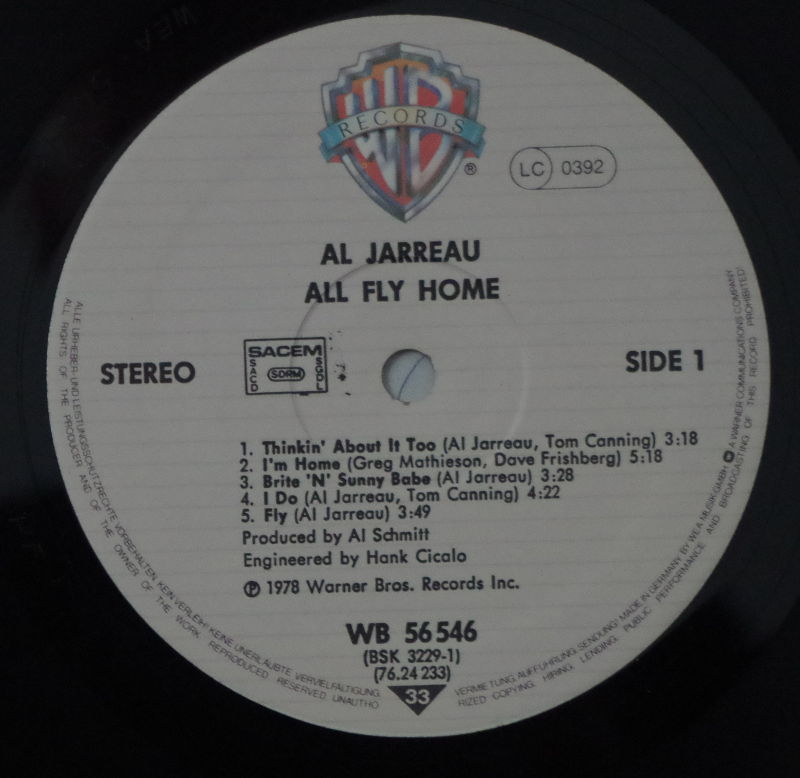 WEA
WB
RECORDS
®
LC 0392
AL JARREAU
ALL FLY HOME
STEREO
SACEM
SACD
SDRM
SGDL
SIDE 1
1. Thinkin' About It Too (Al Jarreau, Tom Canning) 3:18
2. I'm Home (Greg Mathieson, Dave Frishberg) 5:18
3. Brite 'N' Sunny Babe (Al Jarreau) 3:28
4. I Do (Al Jarreau, Tom Canning) 4:22
5. Fly (Al Jarreau) 3:49
Produced by Al Schmitt
Engineered by Hank Cicalo
℗ 1978 Warner Bros. Records Inc.
WB 56 546
(BSK 3229-1)
(76.24 233)
33
ALLE URHEBER- UND LEISTUNGSSCHUTZRECHTE VORBEHALTEN. KEIN VERLEIH! KEINE UNERLAUBTE VERVIELFÄLTIGUNG,
VERMIETUNG, AUFFÜHRUNG, SENDUNG! MADE IN GERMANY BY WEA MUSIK GMBH A WARNER COMMUNICATIONS COMPANY
ALL RIGHTS OF THE PRODUCER AND OF THE OWNER OF THE WORK REPRODUCED RESERVED. UNAUTHO
RIZED COPYING, HIRING, LENDING, PUBLIC PERFORMANCE AND BROADCASTING OF THIS RECORD PROHIBITED!